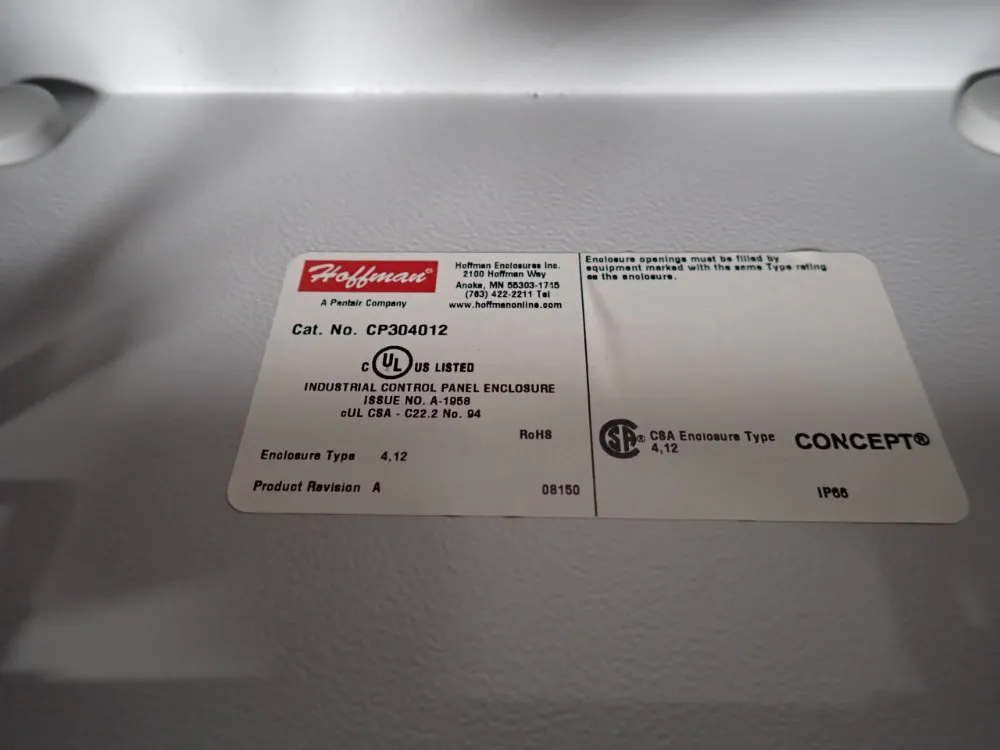 Hoffman®
A Pentair Company
Hoffman Enclosures Inc.
2100 Hoffman Way
Anoka, MN 55303-1745
(763) 422-2211 Tel
www.hoffmanonline.com
Cat. No. CP304012
C UL US LISTED
INDUSTRIAL CONTROL PANEL ENCLOSURE
ISSUE NO. A-1958
cUL CSA - C22.2 No. 94
RoHS
Enclosure Type 4,12
Product Revision A
08150
Enclosure openings must be filled by
equipment marked with the same Type rating
as the enclosure.
SA® CSA Enclosure Type
4,12
CONCEPT®
IP66